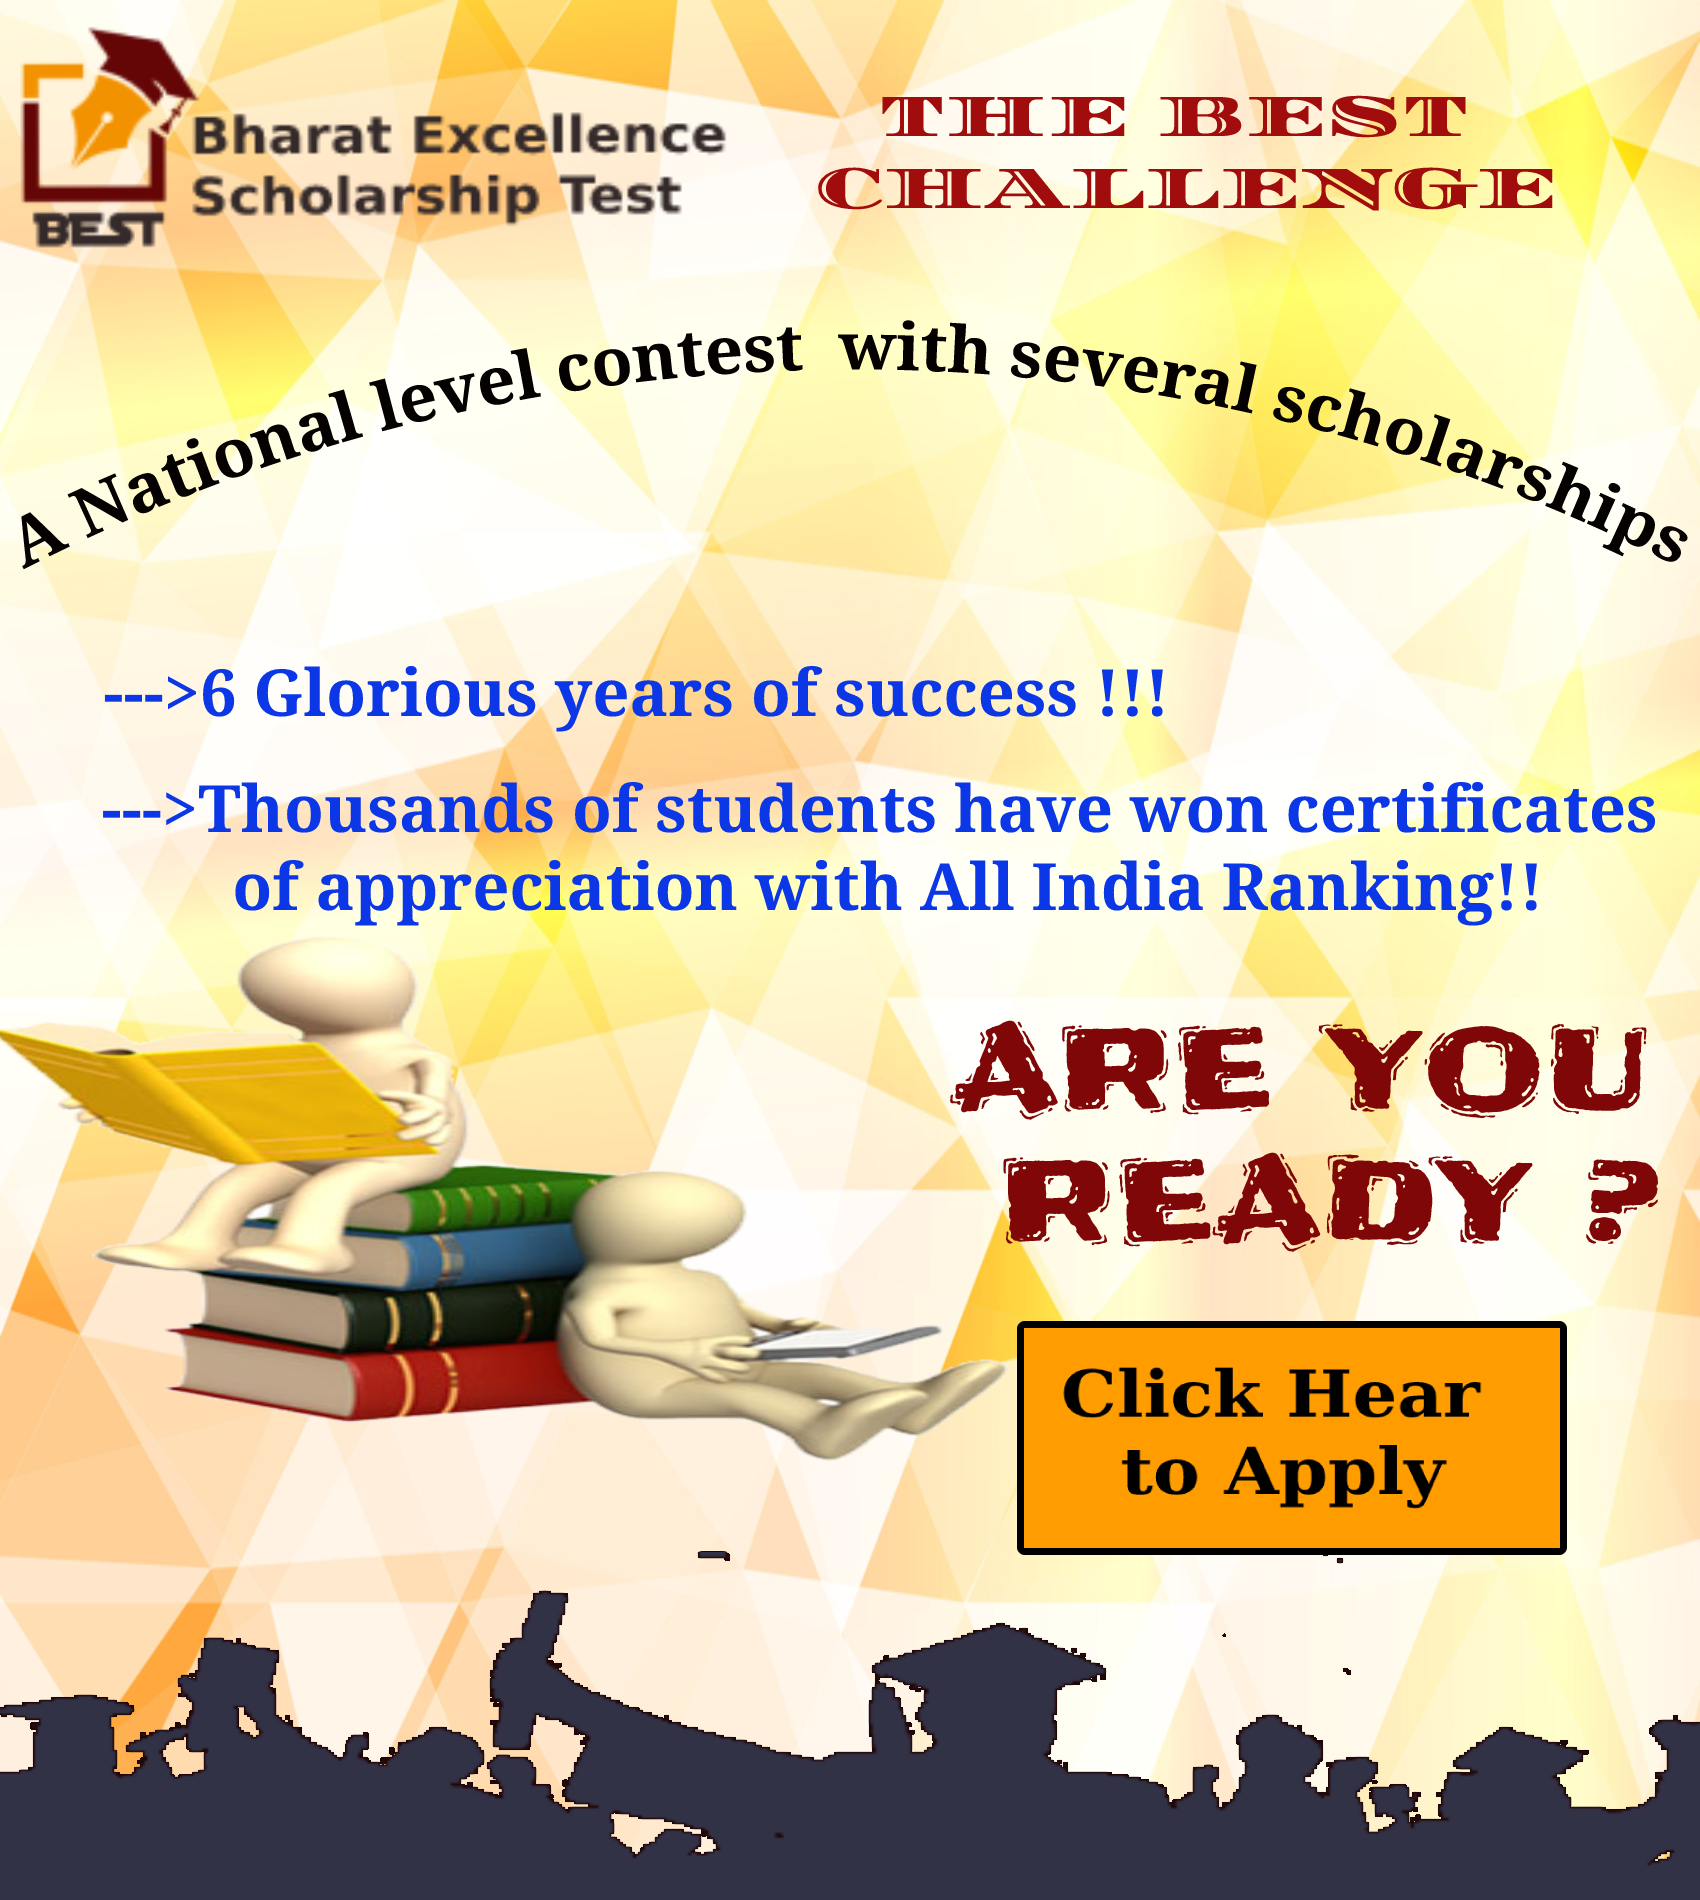 BEST
Bharat Excellence
Scholarship Test
THE BEST
CHALLENGE
A National level contest with several scholarships
--->6 Glorious years of success !!!
--->Thousands of students have won certificates
of appreciation with All India Ranking!!
ARE YOU
READY ?
Click Hear
to Apply